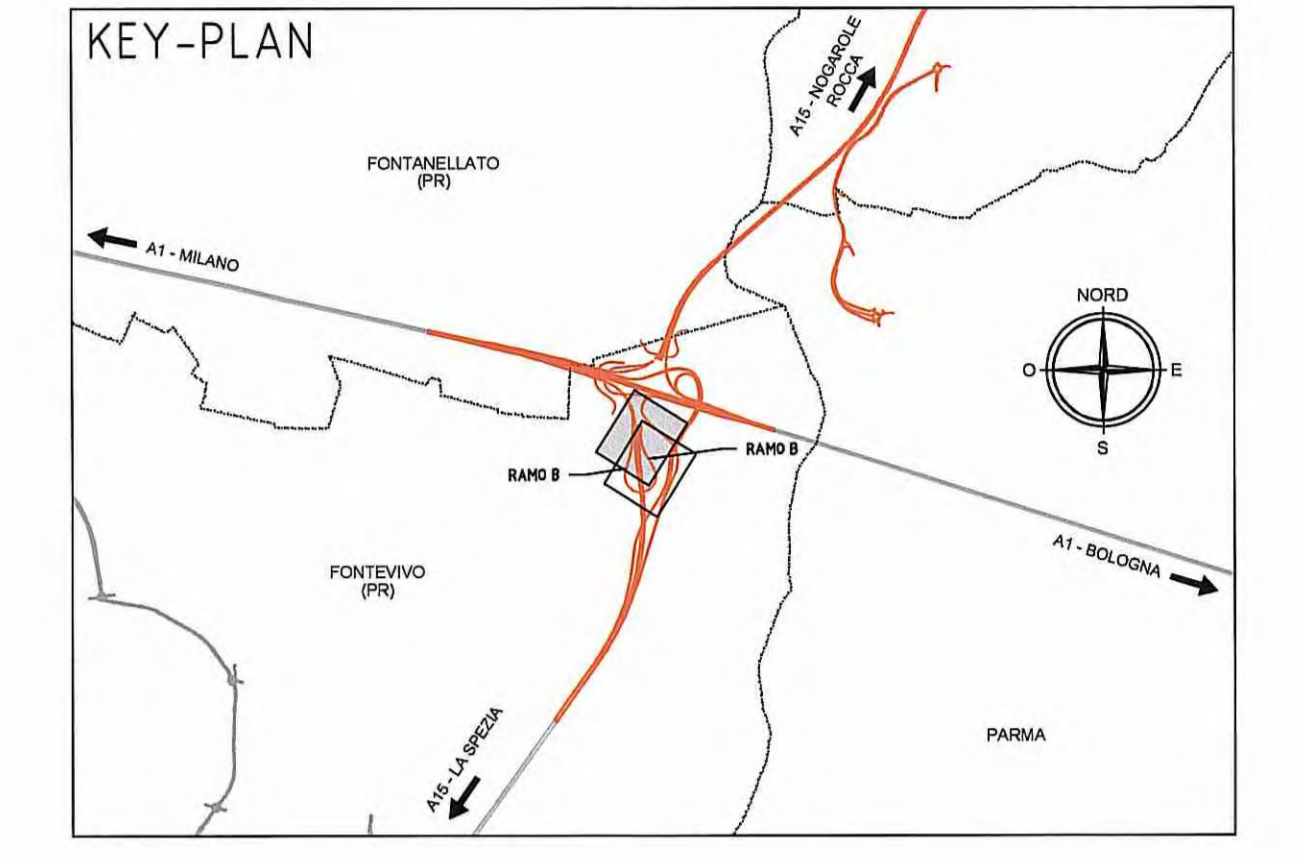 KEY-PLAN
A15 - NOGAROLE
ROCCA
FONTANELLATO
(PR)
A1 - MILANO
NORD
O
E
S
RAMO B
RAMO B
A1 - BOLOGNA
FONTEVIVO
(PR)
A15 - LA SPEZIA
PARMA